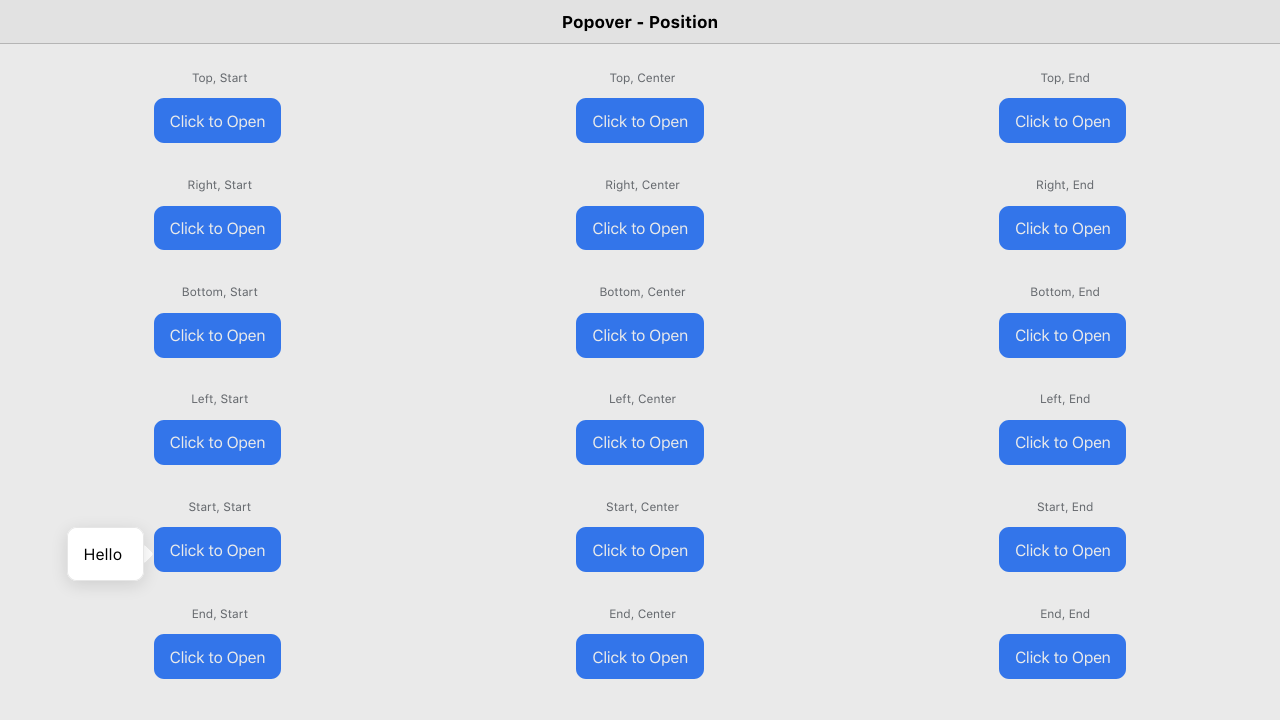 Popover - Position
Top, Start
Top, Center
Top, End
Click to Open
Click to Open
Click to Open
Right, Start
Right, Center
Right, End
Click to Open
Click to Open
Click to Open
Bottom, Start
Bottom, Center
Bottom, End
Click to Open
Click to Open
Click to Open
Left, Start
Left, Center
Left, End
Click to Open
Click to Open
Click to Open
Start, Start
Start, Center
Start, End
Hello
Click to Open
Click to Open
Click to Open
End, Start
End, Center
End, End
Click to Open
Click to Open
Click to Open